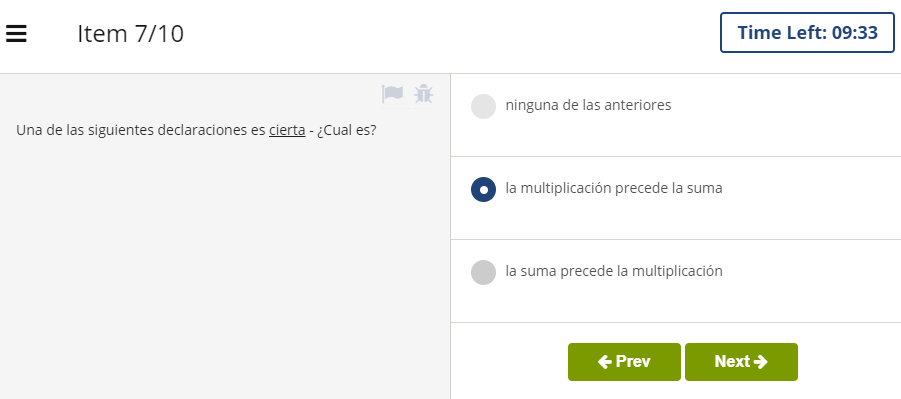 Item 7/10
Time Left: 09:33
Una de las siguientes declaraciones es cierta - ¿Cual es?
ninguna de las anteriores
la multiplicación precede la suma
la suma precede la multiplicación
Prev
Next